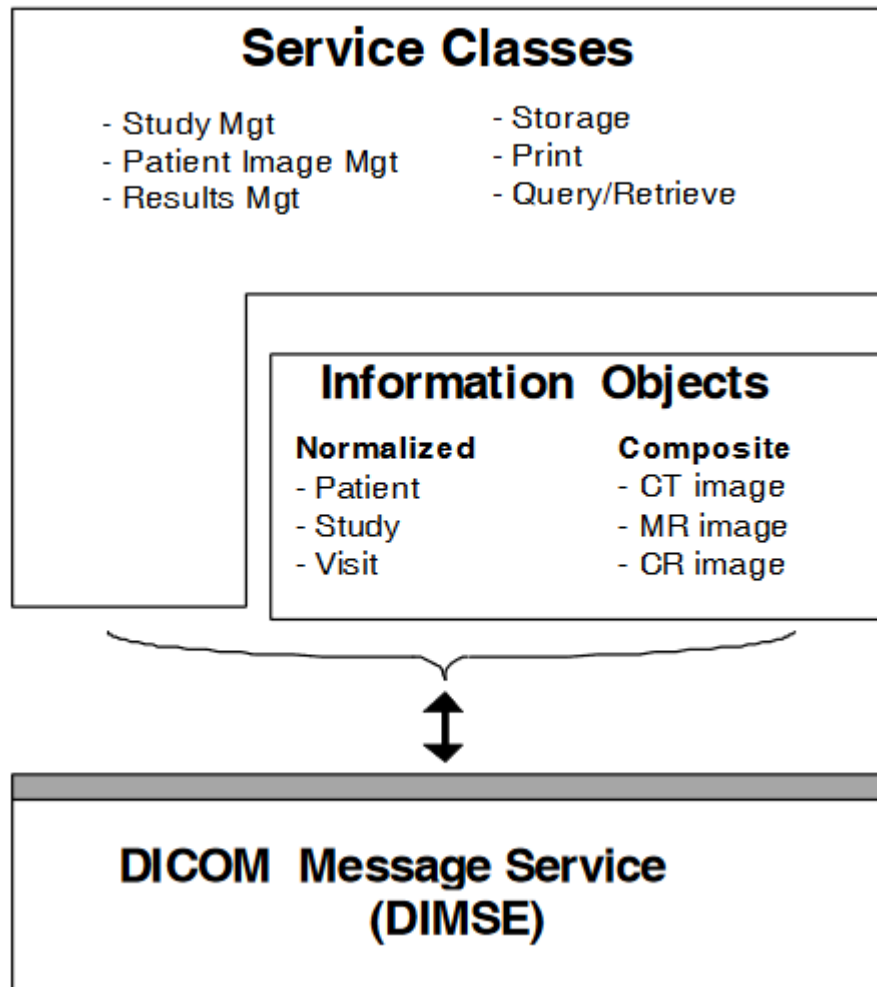 Service Classes
- Study Mgt
- Patient Image Mgt
- Results Mgt
- Storage
- Print
- Query/Retrieve
Information Objects
Normalized
- Patient
- Study
- Visit
Composite
- CT image
- MR image
- CR image
DICOM Message Service
(DIMSE)